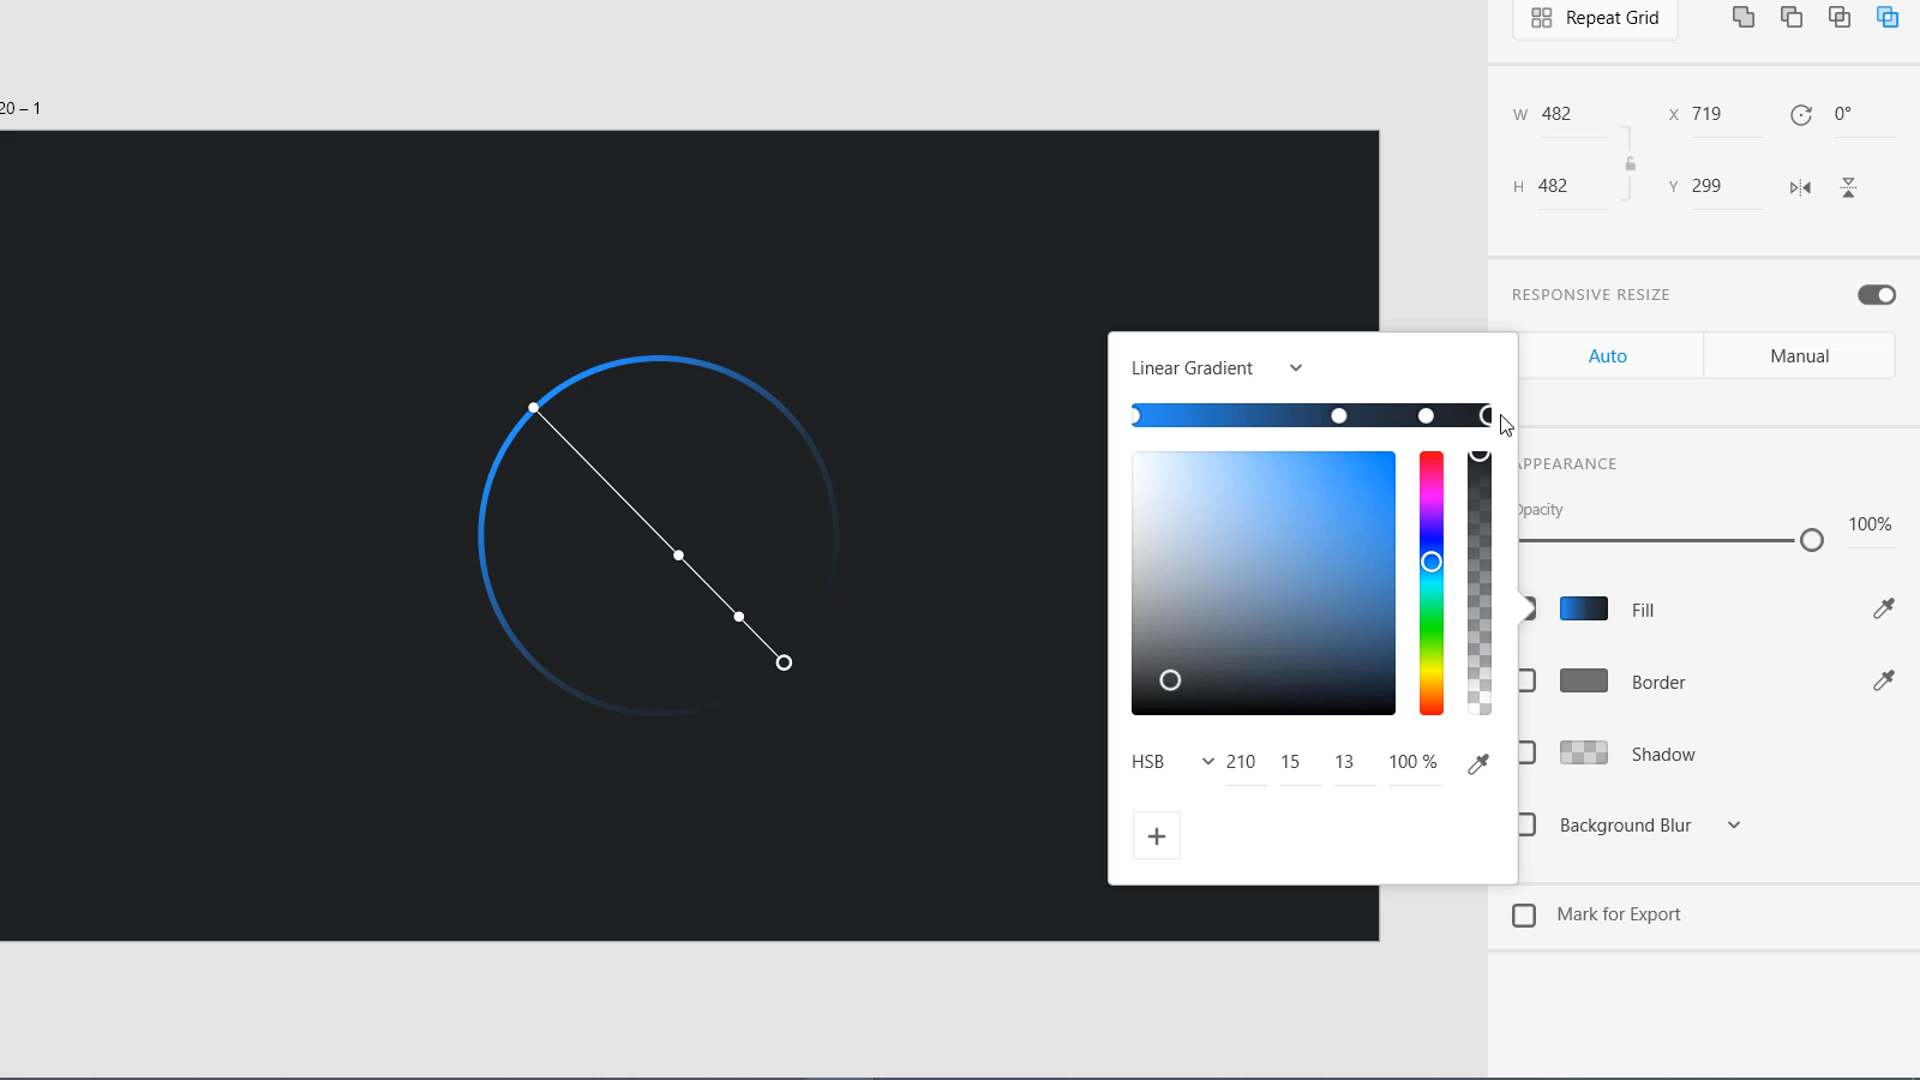 Repeat Grid
20 – 1
W 482 X 719 0°
H 482 Y 299
RESPONSIVE RESIZE
Auto Manual
Linear Gradient
PPEARANCE
Opacity
100%
Fill
Border
Shadow
HSB 210 15 13 100 %
Background Blur
+
Mark for Export